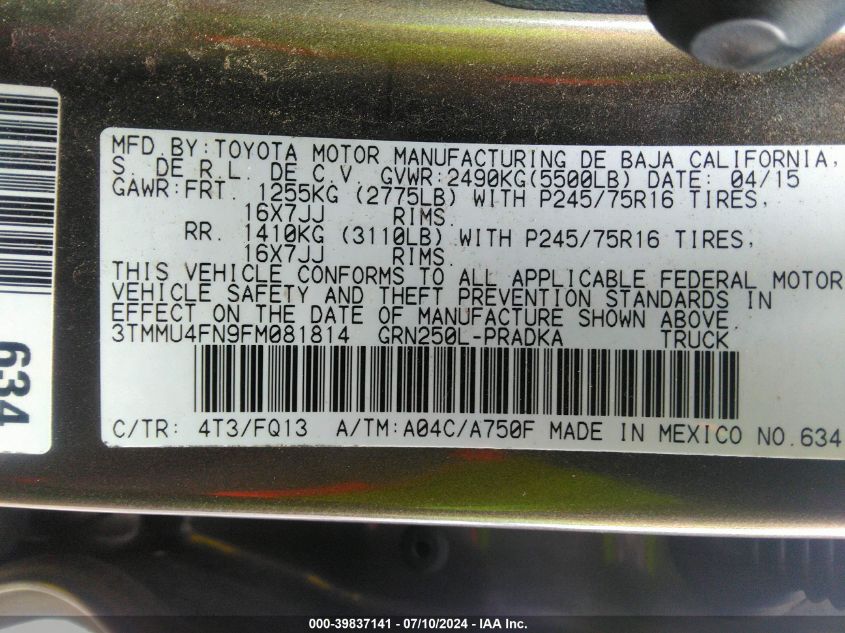 MFD. BY: TOYOTA MOTOR MANUFACTURING DE BAJA CALIFORNIA,
S. DE R.L. DE C.V. GVWR:2490KG(5500LB) DATE: 04/15
GAWR:FRT. 1255KG (2775LB) WITH P245/75R16 TIRES,
16X7JJ RIMS
RR. 1410KG (3110LB) WITH P245/75R16 TIRES,
16X7JJ RIMS.
THIS VEHICLE CONFORMS TO ALL APPLICABLE FEDERAL MOTOR
VEHICLE SAFETY AND THEFT PREVENTION STANDARDS IN
EFFECT ON THE DATE OF MANUFACTURE SHOWN ABOVE.
3TMMU4FN9FM081814 GRN250L-PRADKA TRUCK
C/TR: 4T3/FQ13 A/TM:A04C/A750F MADE IN MEXICO NO.634
634
000-39837141 - 07/10/2024 - IAA Inc.